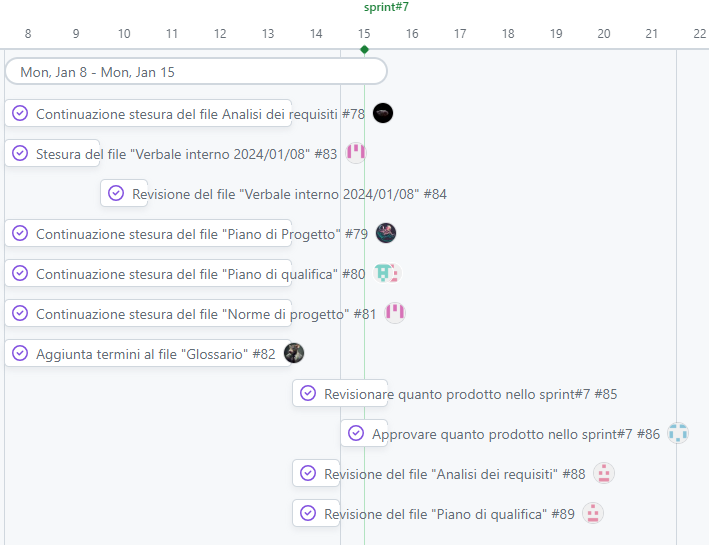 sprint#7
8 9 10 11 12 13 14 15 16 17 18 19 20 21 22
Mon, Jan 8 - Mon, Jan 15
Continuazione stesura del file Analisi dei requisiti #78
Stesura del file "Verbale interno 2024/01/08" #83
Revisione del file "Verbale interno 2024/01/08" #84
Continuazione stesura del file "Piano di Progetto" #79
Continuazione stesura del file "Piano di qualifica" #80
Continuazione stesura del file "Norme di progetto" #81
Aggiunta termini al file "Glossario" #82
Revisionare quanto prodotto nello sprint#7 #85
Approvare quanto prodotto nello sprint#7 #86
Revisione del file "Analisi dei requisiti" #88
Revisione del file "Piano di qualifica" #89